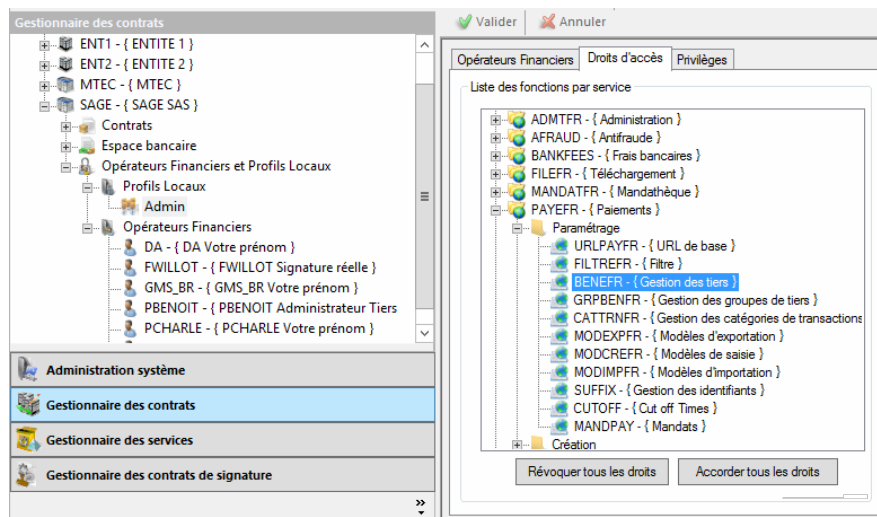 Gestionnaire des contrats
ENT1 - { ENTITE 1 }
ENT2 - { ENTITE 2 }
MTEC - { MTEC }
SAGE - { SAGE SAS }
Contrats
Espace bancaire
Opérateurs Financiers et Profils Locaux
Profils Locaux
Admin
Opérateurs Financiers
DA - { DA Votre prénom }
FWILLOT - { FWILLOT Signature réelle }
GMS_BR - { GMS_BR Votre prénom }
PBENOIT - { PBENOIT Administrateur Tiers
PCHARLE - { PCHARLE Votre prénom }
Administration système
Gestionnaire des contrats
Gestionnaire des services
Gestionnaire des contrats de signature
»
Valider Annuler
Opérateurs Financiers Droits d'accès Privilèges
Liste des fonctions par service
ADMTFR - { Administration }
AFRAUD - { Antifraude }
BANKFEES - { Frais bancaires }
FILEFR - { Téléchargement }
MANDATFR - { Mandathèque }
PAYEFR - { Paiements }
Paramétrage
URLPAYFR - { URL de base }
FILTREFR - { Filtre }
BENEFR - { Gestion des tiers }
GRPBENFR - { Gestion des groupes de tiers }
CATTRNFR - { Gestion des catégories de transactions
MODEXPFR - { Modèles d'exportation }
MODCREFR - { Modèles de saisie }
MODIMPFR - { Modèles d'importation }
SUFFIX - { Gestion des identifiants }
CUTOFF - { Cut off Times }
MANDPAY - { Mandats }
Création
Révoquer tous les droits Accorder tous les droits